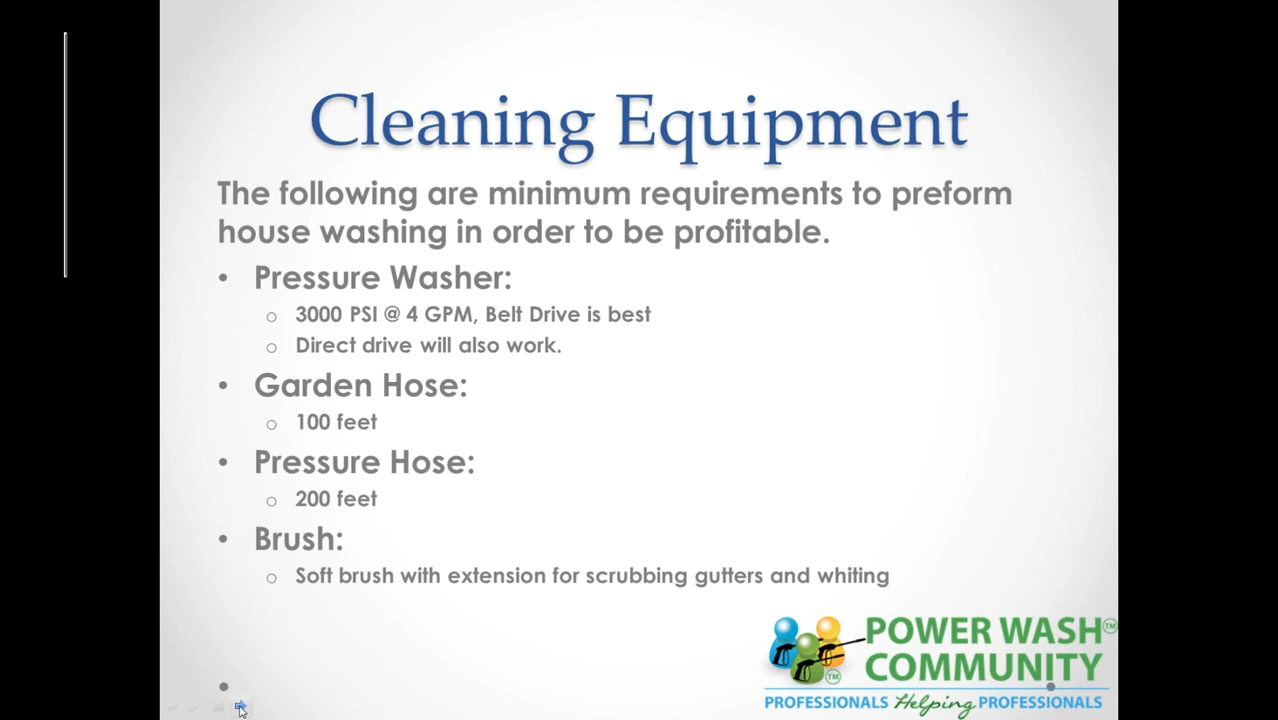 Cleaning Equipment
The following are minimum requirements to preform
house washing in order to be profitable.
• Pressure Washer:
o 3000 PSI @ 4 GPM, Belt Drive is best
o Direct drive will also work.
• Garden Hose:
o 100 feet
• Pressure Hose:
o 200 feet
• Brush:
o Soft brush with extension for scrubbing gutters and whiting
POWER WASH™
COMMUNITY
TM
PROFESSIONALS Helping PROFESSIONALS